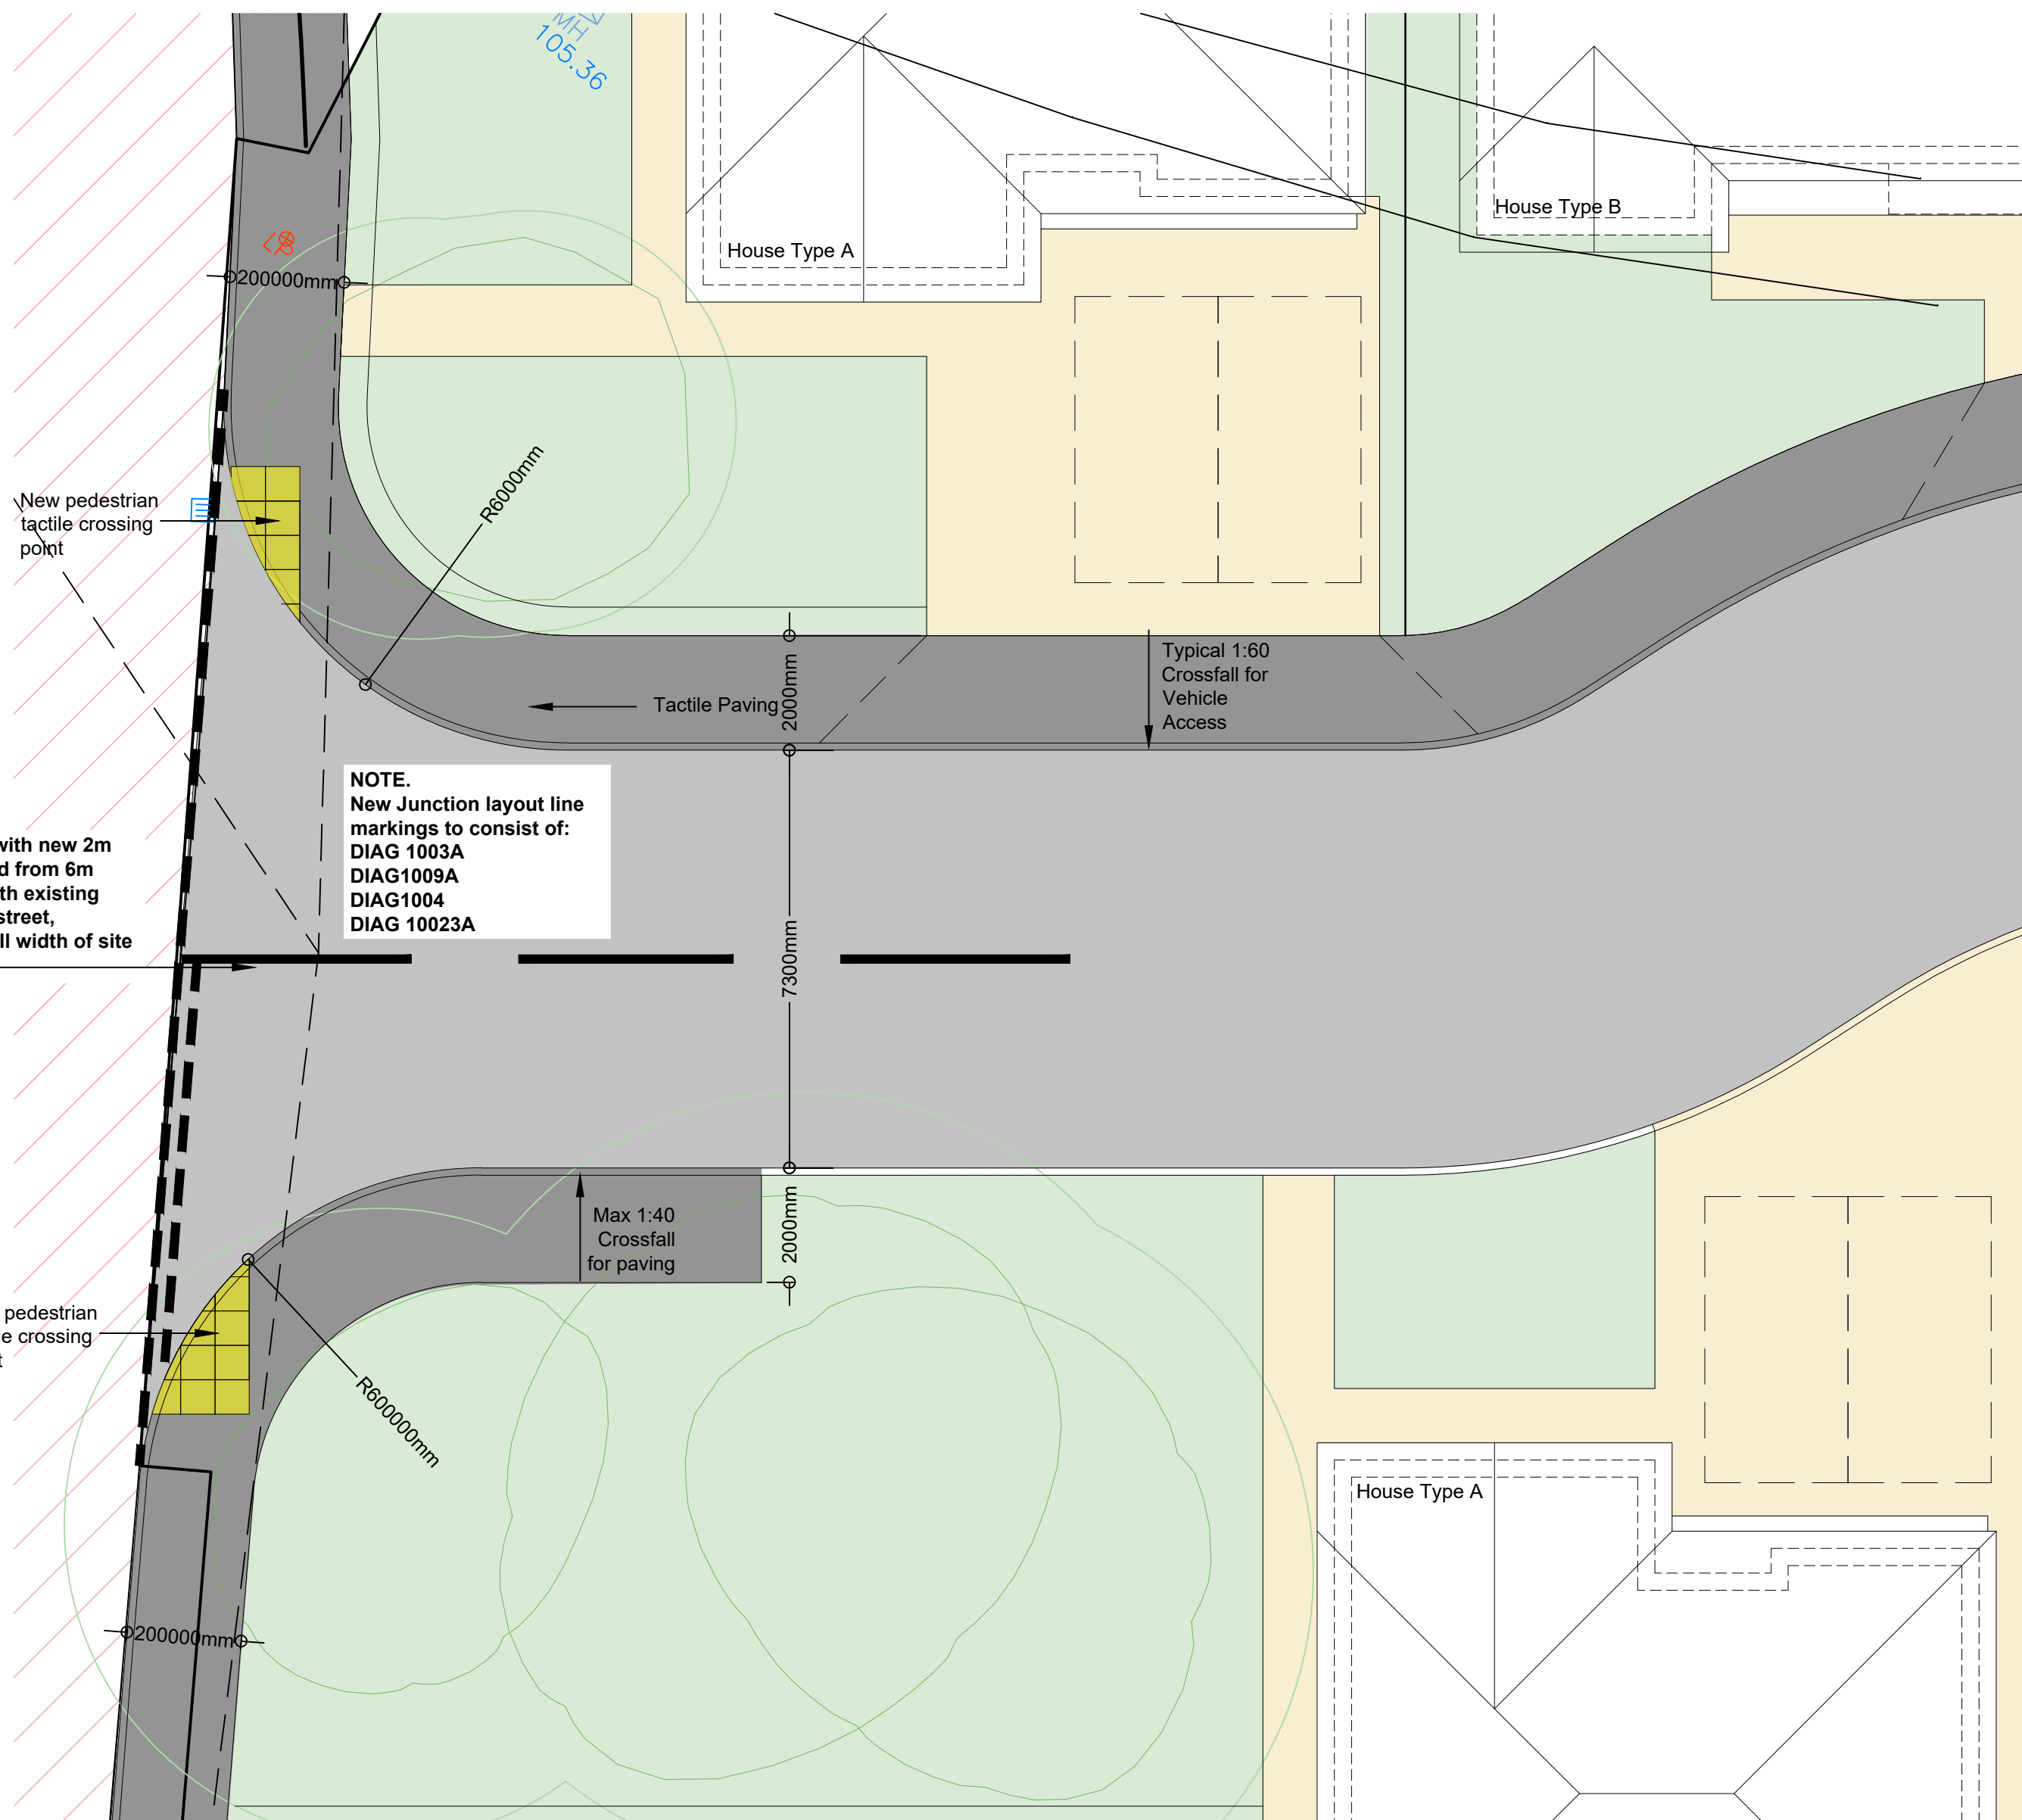 MH
105.36
House Type A
House Type B
LP
200000mm
New pedestrian
tactile crossing
point
R6000mm
Tactile Paving
2000mm
Typical 1:60
Crossfall for
Vehicle
Access
NOTE.
New Junction layout line
markings to consist of:
DIAG 1003A
DIAG1009A
DIAG1004
DIAG 10023A
with new 2m
from 6m
existing
street,
width of site
7300mm
Max 1:40
Crossfall
for paving
2000mm
pedestrian
crossing
R600000mm
House Type A
200000mm